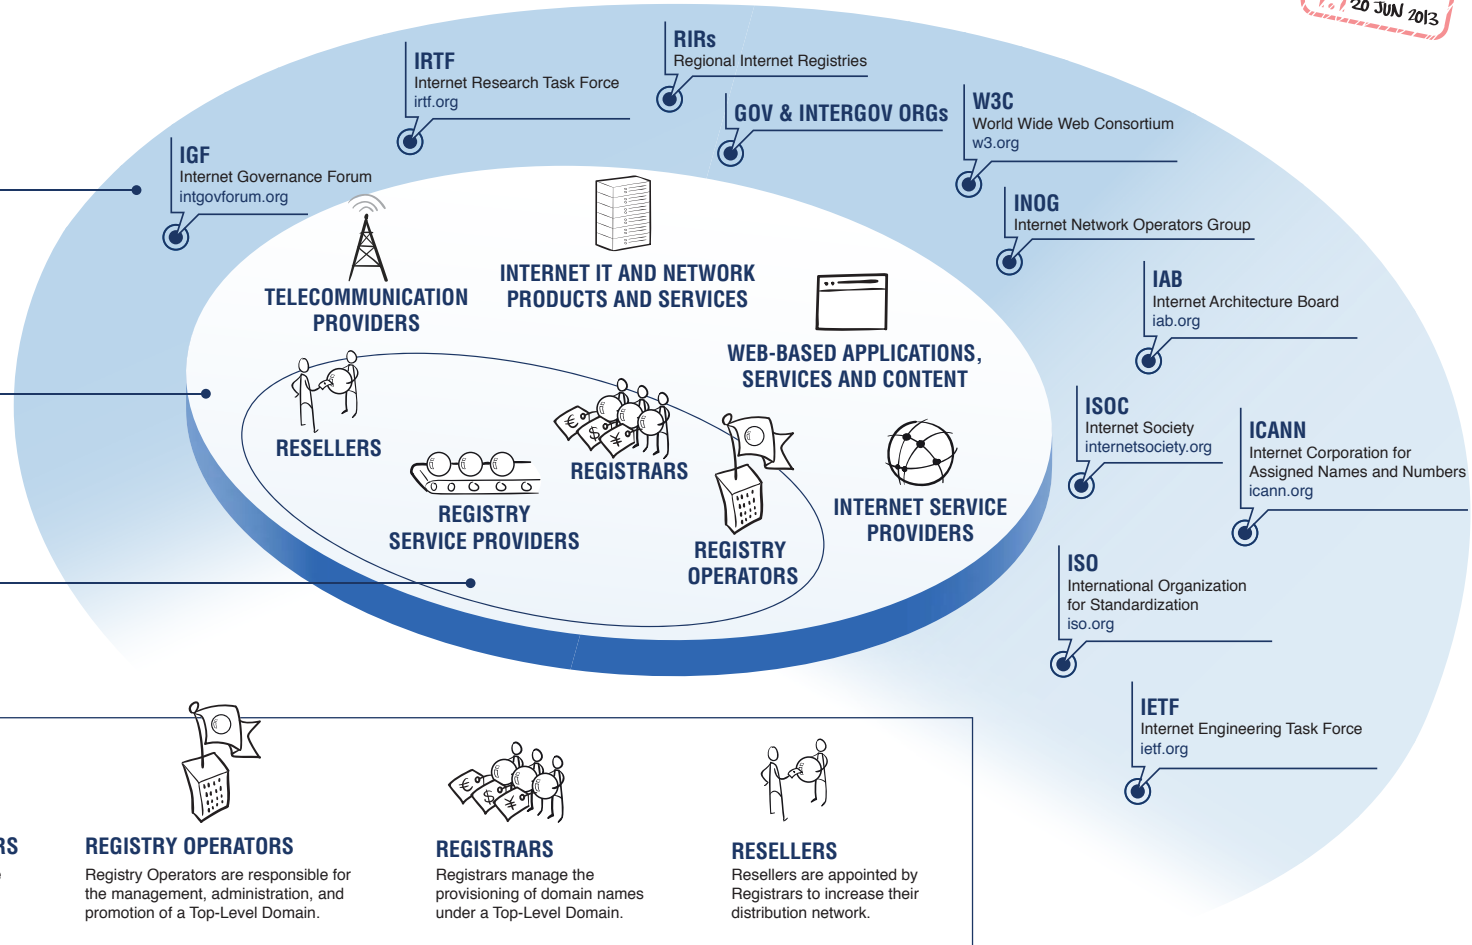 20 JUN 2013
RIRs
Regional Internet Registries
IRTF
Internet Research Task Force
irtf.org
GOV & INTERGOV ORGs
W3C
World Wide Web Consortium
w3.org
IGF
Internet Governance Forum
intgovforum.org
INOG
Internet Network Operators Group
INTERNET IT AND NETWORK
PRODUCTS AND SERVICES
TELECOMMUNICATION
PROVIDERS
IAB
Internet Architecture Board
iab.org
WEB-BASED APPLICATIONS,
SERVICES AND CONTENT
ISOC
Internet Society
internetsociety.org
ICANN
Internet Corporation for
Assigned Names and Numbers
icann.org
RESELLERS
€
$
¥
REGISTRARS
REGISTRY
SERVICE PROVIDERS
INTERNET SERVICE
PROVIDERS
REGISTRY
OPERATORS
ISO
International Organization
for Standardization
iso.org
IETF
Internet Engineering Task Force
ietf.org
€
$
¥
RS
e
REGISTRY OPERATORS
Registry Operators are responsible for
the management, administration, and
promotion of a Top-Level Domain.
REGISTRARS
Registrars manage the
provisioning of domain names
under a Top-Level Domain.
RESELLERS
Resellers are appointed by
Registrars to increase their
distribution network.